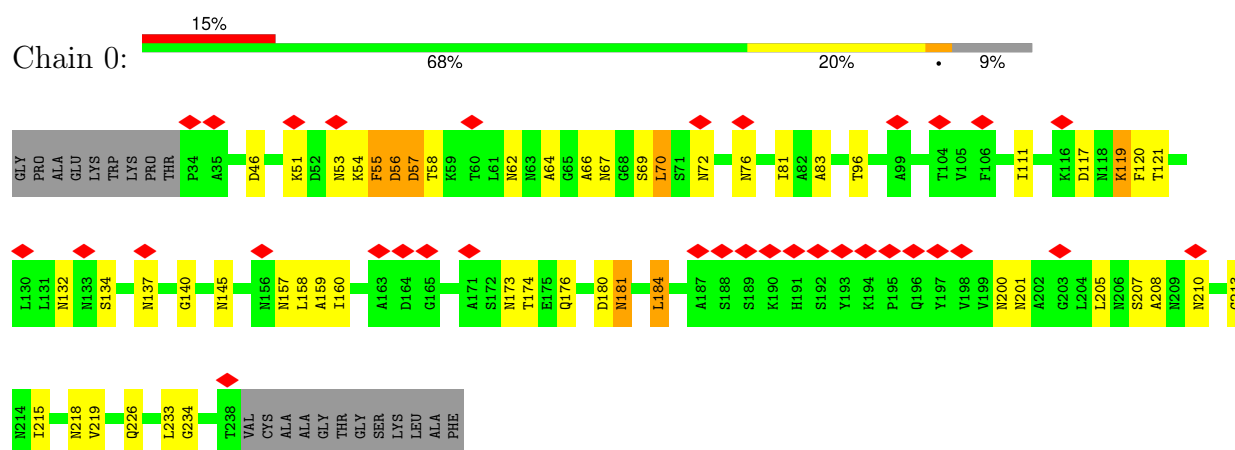 15%
Chain 0:
68% 20% • 9%
GLY PRO ALA GLU LYS TRP LYS PRO THR P34 A35 D46 K51 D52 N53 K54 F55 D56 D57 T58 K59 T60 L61 N62 N63 A64 G65 A66 N67 G68 S69 L70 S71 N72 N76 I81 A82 A83 T96 A99 T104 V105 F106 I111 K116 D117 N118 K119 F120 T121
L130 L131 N132 N133 S134 N137 G140 N145 N156 N157 L158 A159 I160 A163 D164 G165 A171 S172 N173 T174 E175 Q176 D180 N181 L184 A187 S188 S189 K190 H191 S192 Y193 K194 P195 Q196 Y197 V198 V199 N200 N201 A202 G203 L204 L205 N206 S207 A208 N209 N210
N214 I215 N218 V219 Q226 L233 G234 T238 VAL CYS ALA ALA GLY THR GLY SER LYS LEU ALA PHE